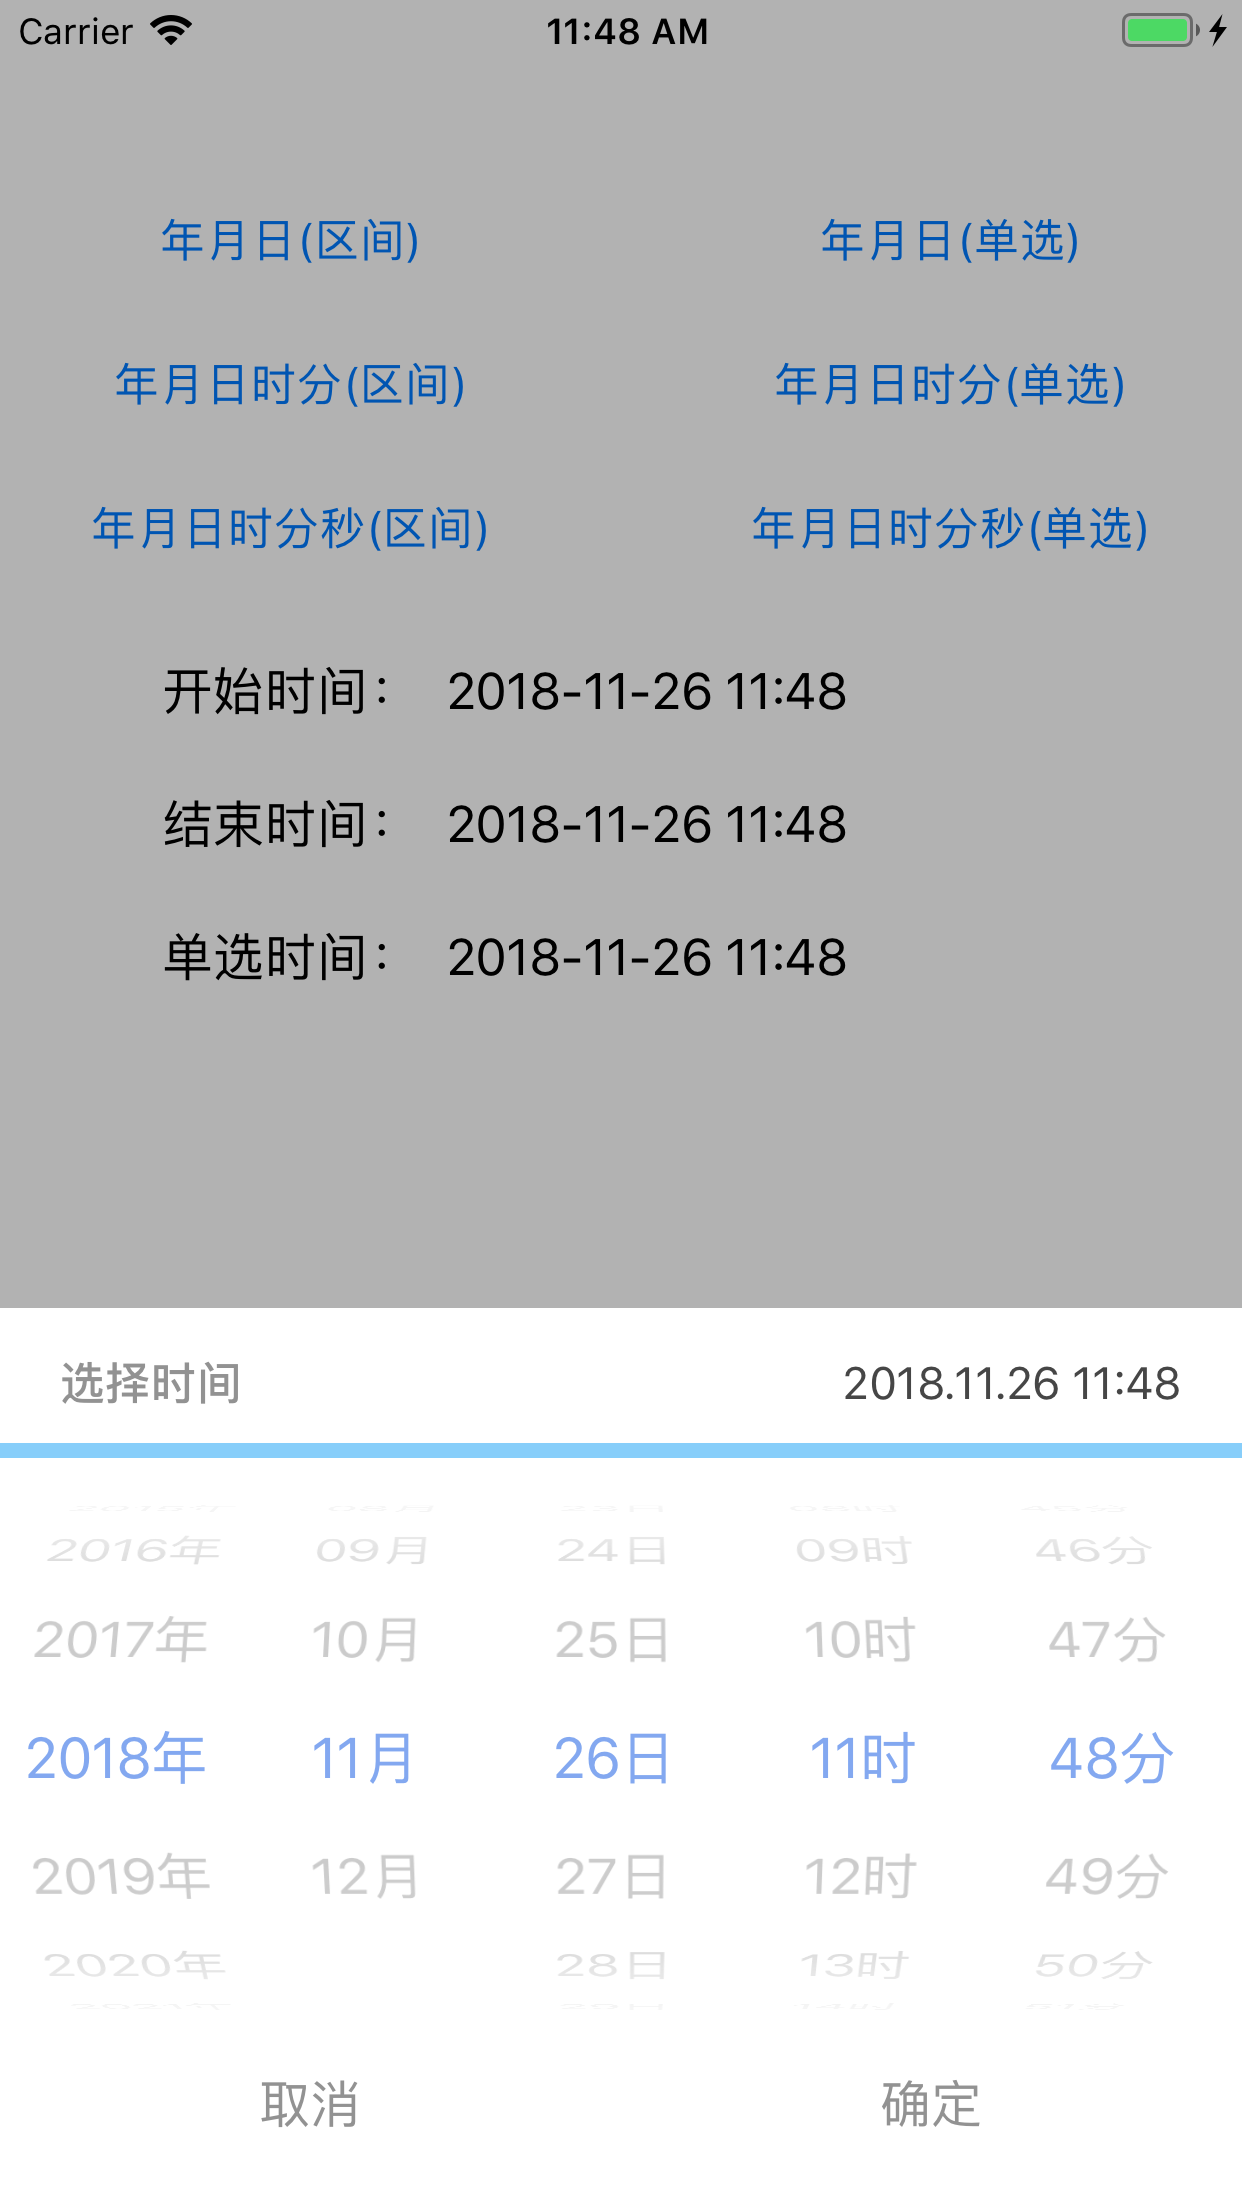 Carrier 11:48 AM
年月日(区间) 年月日(单选)
年月日时分(区间) 年月日时分(单选)
年月日时分秒(区间) 年月日时分秒(单选)
开始时间： 2018-11-26 11:48
结束时间： 2018-11-26 11:48
单选时间： 2018-11-26 11:48
选择时间 2018.11.26 11:48
2016年 09月 24日 09时 46分
2017年 10月 25日 10时 47分
2018年 11月 26日 11时 48分
2019年 12月 27日 12时 49分
2020年 28日 13时 50分
取消 确定